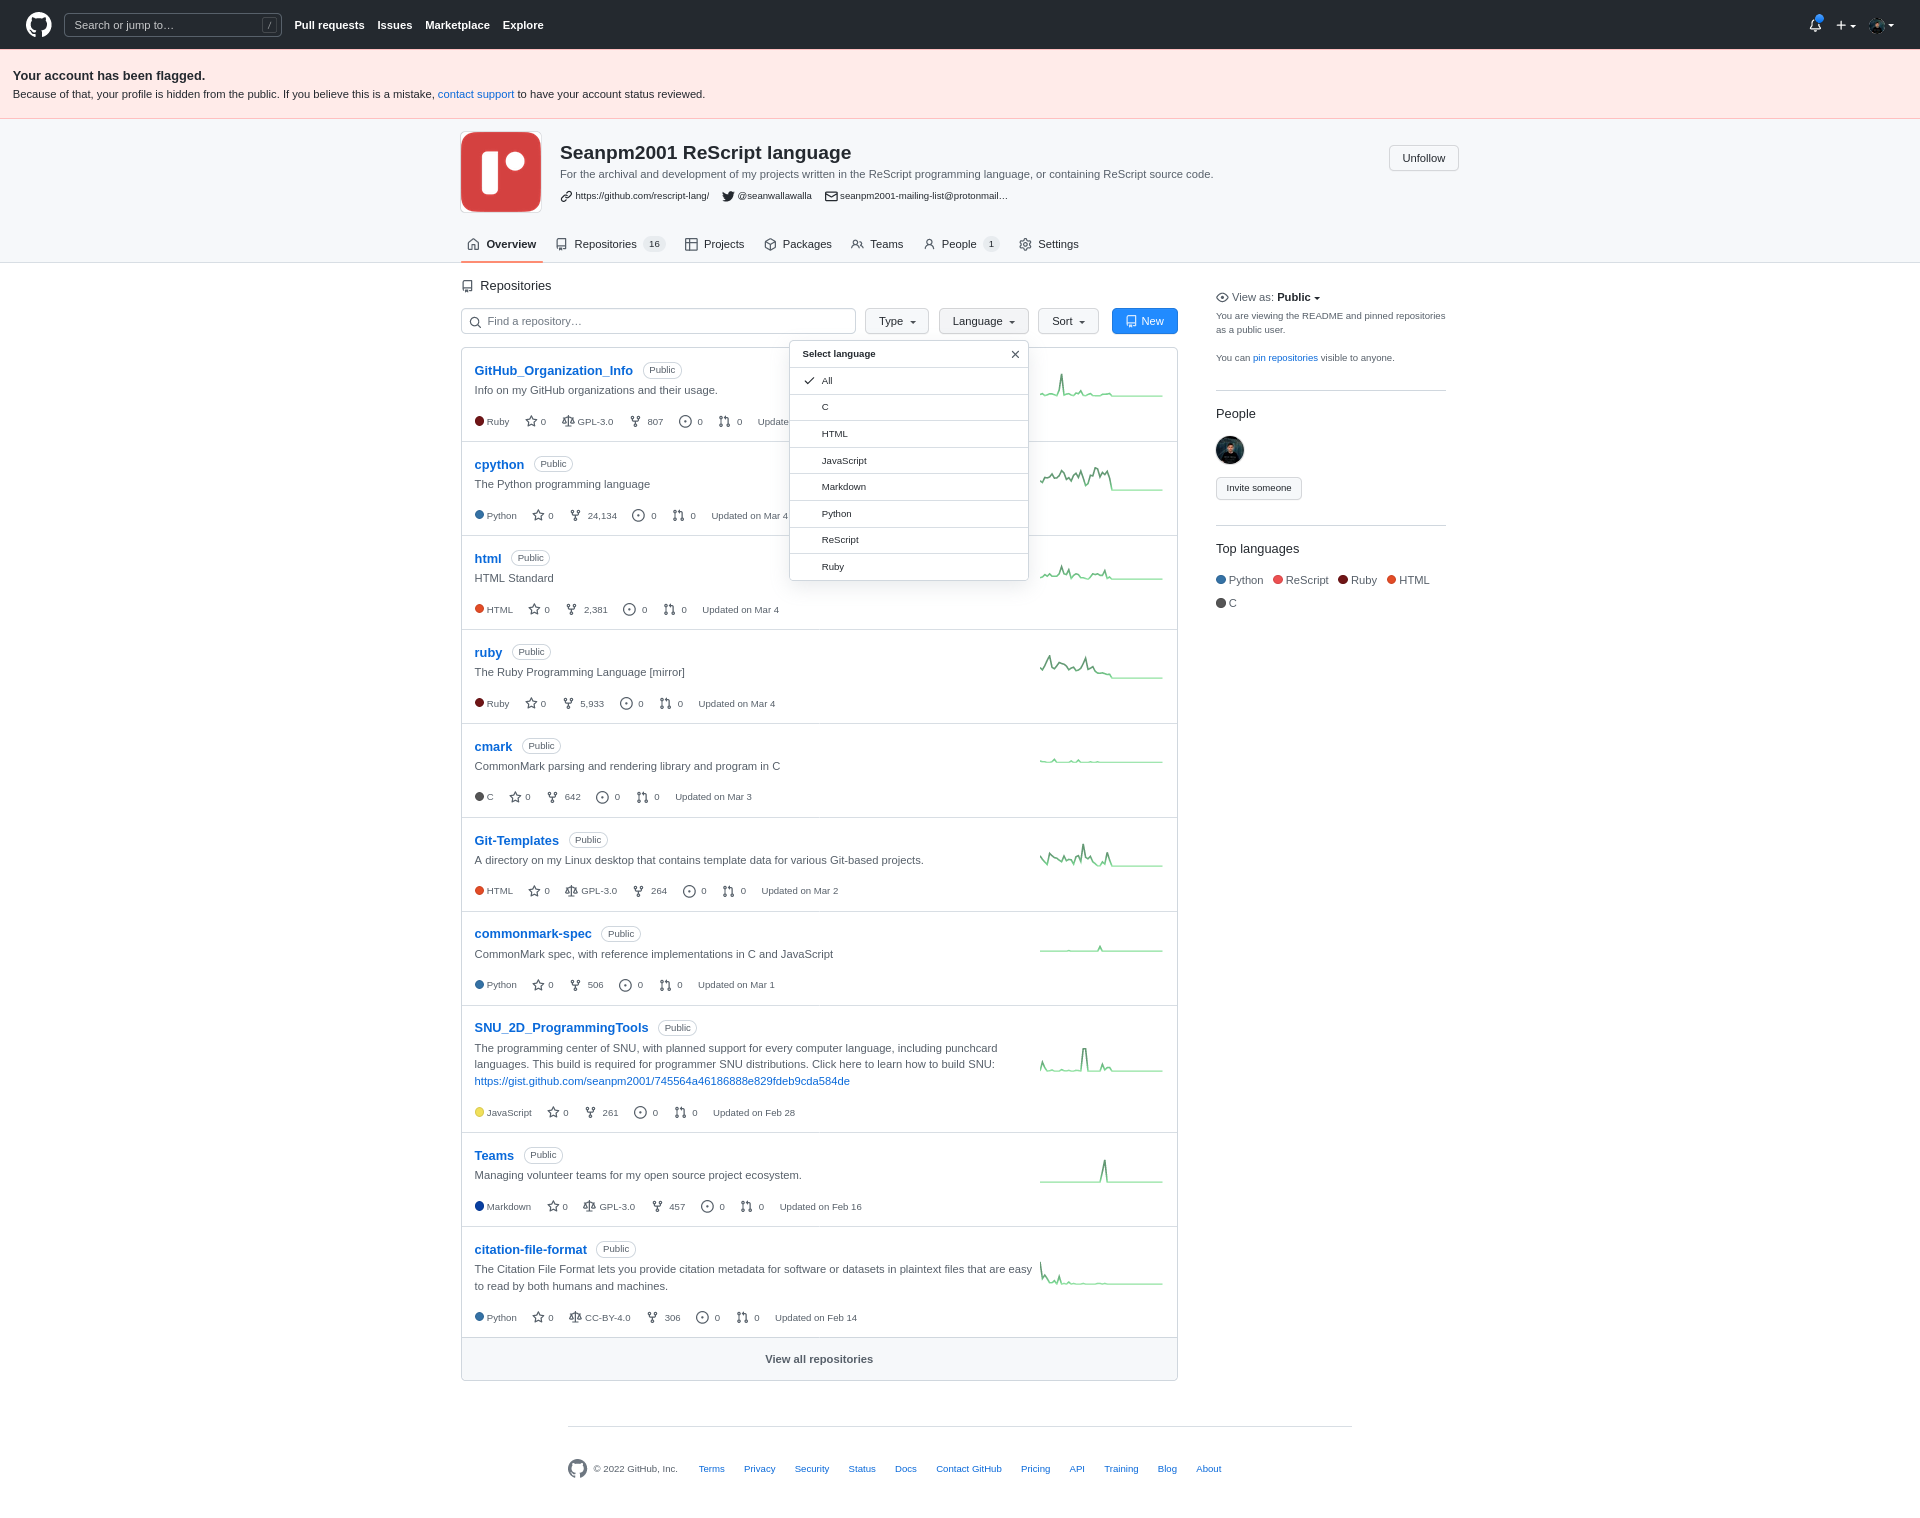 Search or jump to…
/
Pull requests
Issues
Marketplace
Explore
Your account has been flagged.
Because of that, your profile is hidden from the public. If you believe this is a mistake, contact support to have your account status reviewed.
Seanpm2001 ReScript language
For the archival and development of my projects written in the ReScript programming language, or containing ReScript source code.
https://github.com/rescript-lang/ @seanwallawalla seanpm2001-mailing-list@protonmail…
Unfollow
Overview
Repositories 16
Projects
Packages
Teams
People 1
Settings
Repositories
Find a repository…
Type
Language
Sort
New
Select language
All
C
HTML
JavaScript
Markdown
Python
ReScript
Ruby
GitHub_Organization_Info Public
Info on my GitHub organizations and their usage.
Ruby 0 GPL-3.0 807 0 0 Update
cpython Public
The Python programming language
Python 0 24,134 0 0 Updated on Mar 4
html Public
HTML Standard
HTML 0 2,381 0 0 Updated on Mar 4
ruby Public
The Ruby Programming Language [mirror]
Ruby 0 5,933 0 0 Updated on Mar 4
cmark Public
CommonMark parsing and rendering library and program in C
C 0 642 0 0 Updated on Mar 3
Git-Templates Public
A directory on my Linux desktop that contains template data for various Git-based projects.
HTML 0 GPL-3.0 264 0 0 Updated on Mar 2
commonmark-spec Public
CommonMark spec, with reference implementations in C and JavaScript
Python 0 506 0 0 Updated on Mar 1
SNU_2D_ProgrammingTools Public
The programming center of SNU, with planned support for every computer language, including punchcard
languages. This build is required for programmer SNU distributions. Click here to learn how to build SNU:
https://gist.github.com/seanpm2001/745564a46186888e829fdeb9cda584de
JavaScript 0 261 0 0 Updated on Feb 28
Teams Public
Managing volunteer teams for my open source project ecosystem.
Markdown 0 GPL-3.0 457 0 0 Updated on Feb 16
citation-file-format Public
The Citation File Format lets you provide citation metadata for software or datasets in plaintext files that are easy
to read by both humans and machines.
Python 0 CC-BY-4.0 306 0 0 Updated on Feb 14
View all repositories
View as: Public
You are viewing the README and pinned repositories
as a public user.
You can pin repositories visible to anyone.
People
Invite someone
Top languages
Python ReScript Ruby HTML
C
© 2022 GitHub, Inc. Terms Privacy Security Status Docs Contact GitHub Pricing API Training Blog About